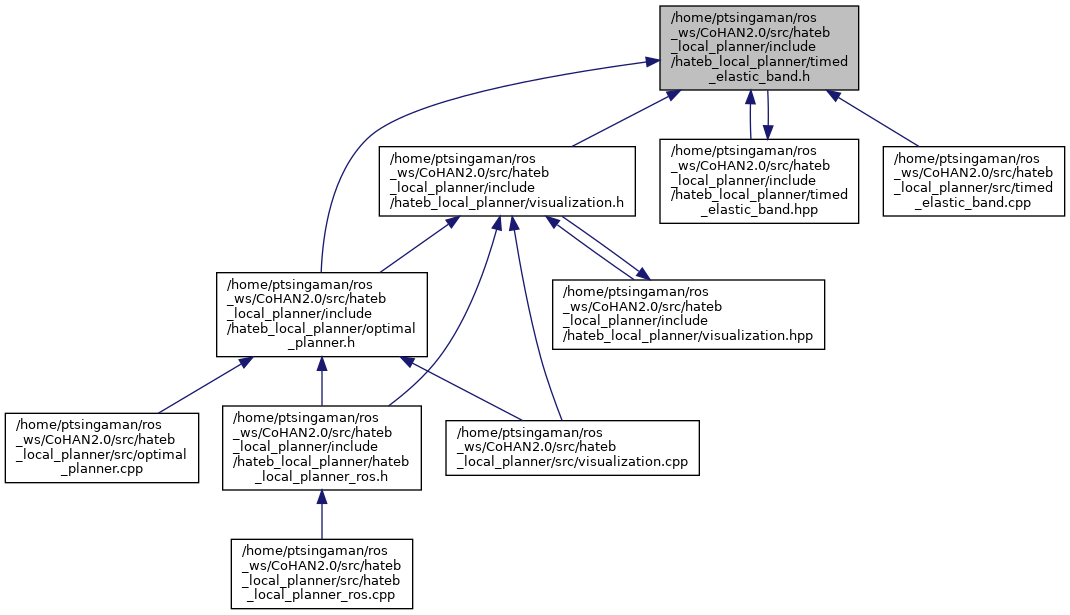 /home/ptsingaman/ros
_ws/CoHAN2.0/src/hateb
_local_planner/include
/hateb_local_planner/timed
_elastic_band.h
/home/ptsingaman/ros
_ws/CoHAN2.0/src/hateb
_local_planner/include
/hateb_local_planner/visualization.h
/home/ptsingaman/ros
_ws/CoHAN2.0/src/hateb
_local_planner/include
/hateb_local_planner/timed
_elastic_band.hpp
/home/ptsingaman/ros
_ws/CoHAN2.0/src/hateb
_local_planner/src/timed
_elastic_band.cpp
/home/ptsingaman/ros
_ws/CoHAN2.0/src/hateb
_local_planner/include
/hateb_local_planner/optimal
_planner.h
/home/ptsingaman/ros
_ws/CoHAN2.0/src/hateb
_local_planner/include
/hateb_local_planner/visualization.hpp
/home/ptsingaman/ros
_ws/CoHAN2.0/src/hateb
_local_planner/src/optimal
_planner.cpp
/home/ptsingaman/ros
_ws/CoHAN2.0/src/hateb
_local_planner/include
/hateb_local_planner/hateb
_local_planner_ros.h
/home/ptsingaman/ros
_ws/CoHAN2.0/src/hateb
_local_planner/src/visualization.cpp
/home/ptsingaman/ros
_ws/CoHAN2.0/src/hateb
_local_planner/src/hateb
_local_planner_ros.cpp